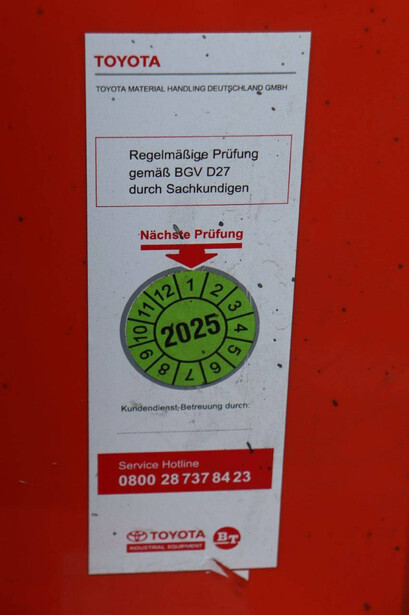 TOYOTA
TOYOTA MATERIAL HANDLING DEUTSCHLAND GMBH
Regelmäßige Prüfung
gemäß BGV D27
durch Sachkundigen
Nächste Prüfung
1 2 3 4 5 6 7 8 9 10 11 12
2025
Kundendienst-Betreuung durch:
Service Hotline
0800 28 737 84 23
TOYOTA
INDUSTRIAL EQUIPMENT
BT